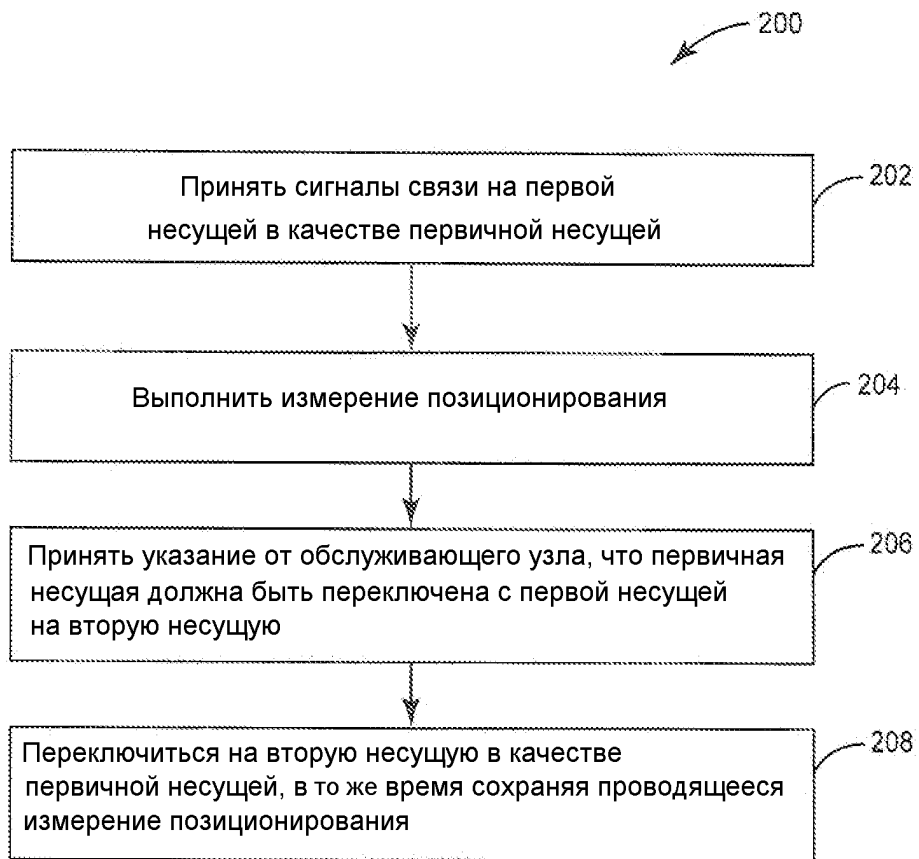 200
Принять сигналы связи на первой
несущей в качестве первичной несущей
202
Выполнить измерение позиционирования
204
Принять указание от обслуживающего узла, что первичная
несущая должна быть переключена с первой несущей
на вторую несущую
206
Переключиться на вторую несущую в качестве
первичной несущей, в то же время сохраняя проводящееся
измерение позиционирования
208